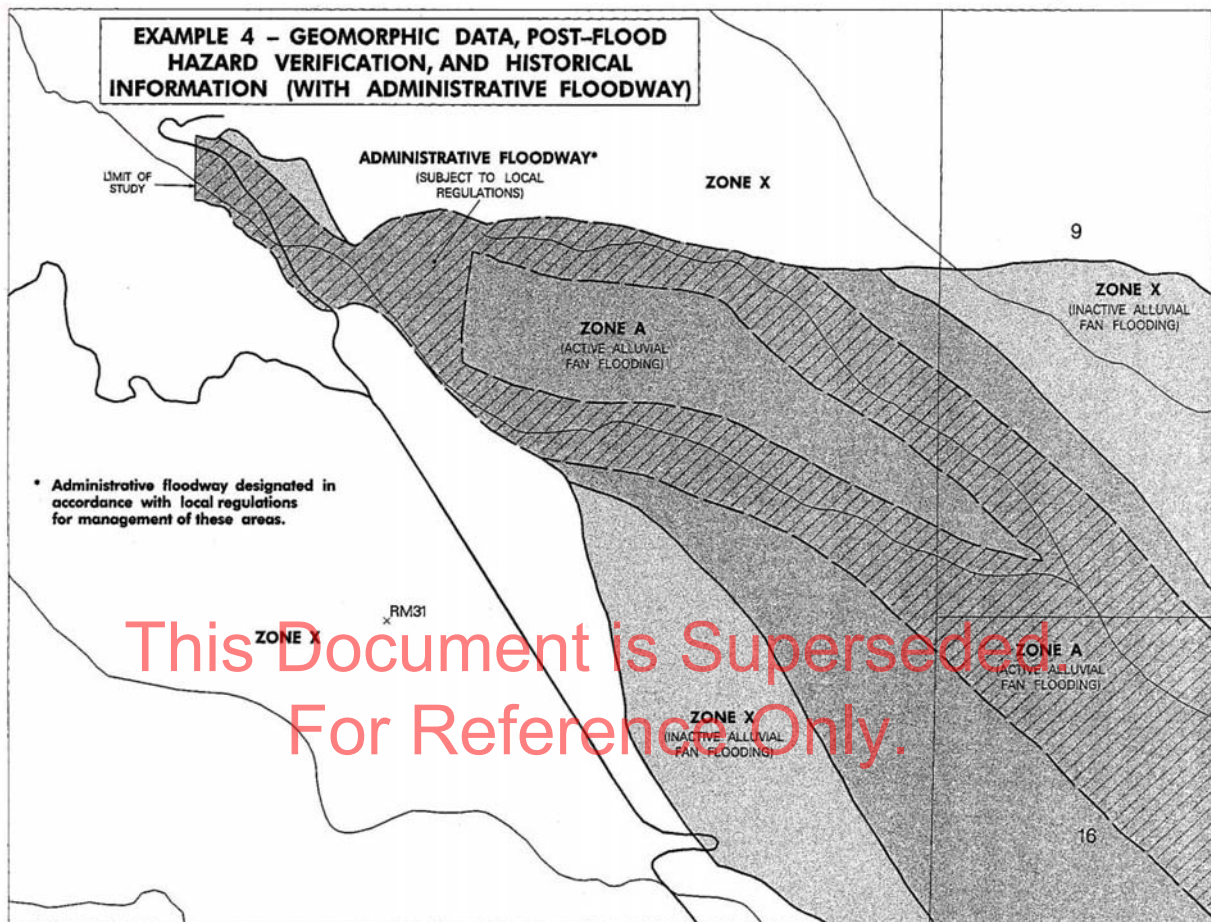 EXAMPLE 4 – GEOMORPHIC DATA, POST–FLOOD
HAZARD VERIFICATION, AND HISTORICAL
INFORMATION (WITH ADMINISTRATIVE FLOODWAY)
LIMIT OF
STUDY
ADMINISTRATIVE FLOODWAY*
(SUBJECT TO LOCAL
REGULATIONS)
ZONE X
9
ZONE X
(INACTIVE ALLUVIAL
FAN FLOODING)
ZONE A
(ACTIVE ALLUVIAL
FAN FLOODING)
* Administrative floodway designated in
accordance with local regulations
for management of these areas.
RM31
ZONE X
This Document is Superseded.
For Reference Only.
ZONE A
(ACTIVE ALLUVIAL
FAN FLOODING)
ZONE X
(INACTIVE ALLUVIAL
FAN FLOODING)
16